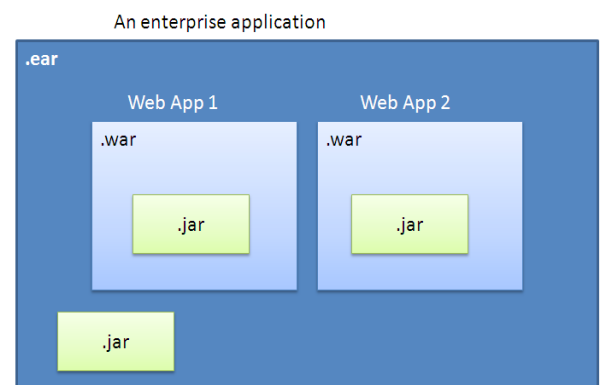 An enterprise application
.ear
Web App 1
Web App 2
.war
.war
.jar
.jar
.jar